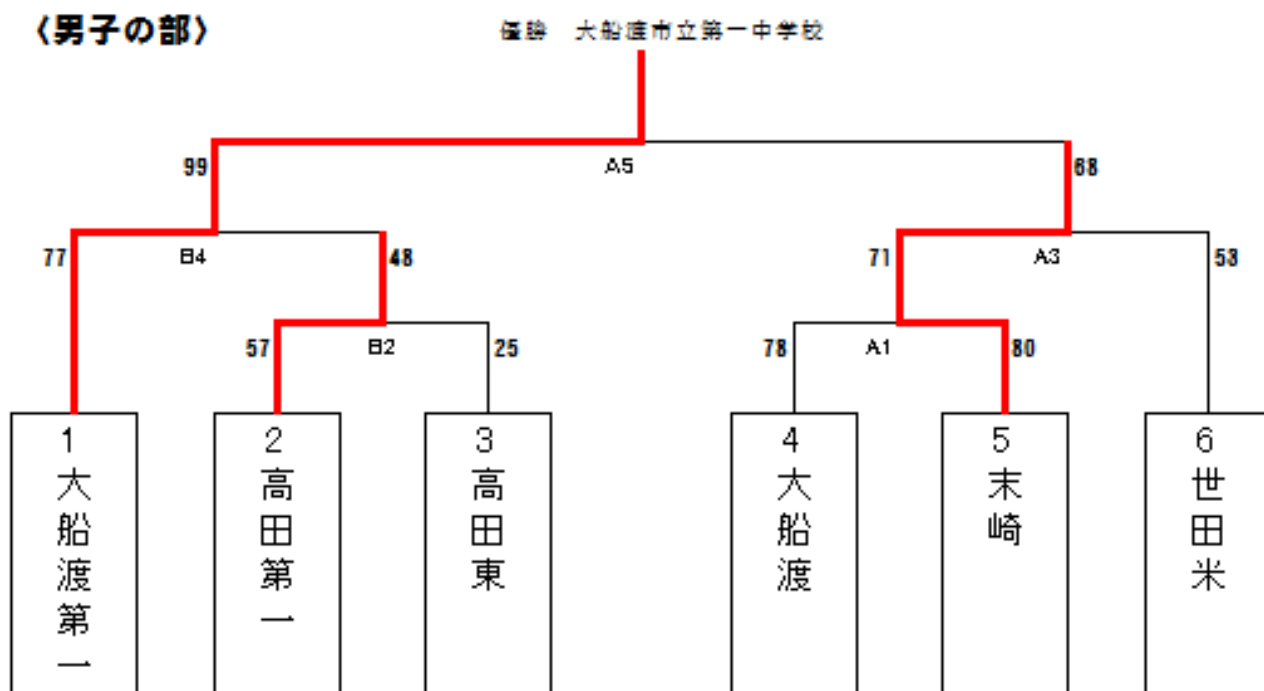 〈男子の部〉
優勝 大船渡市立第一中学校
99 A5 68
77 B4 48 71 A3 53
57 B2 25 78 A1 80
1 大船渡第一
2 高田第一
3 高田東
4 大船渡
5 末崎
6 世田米